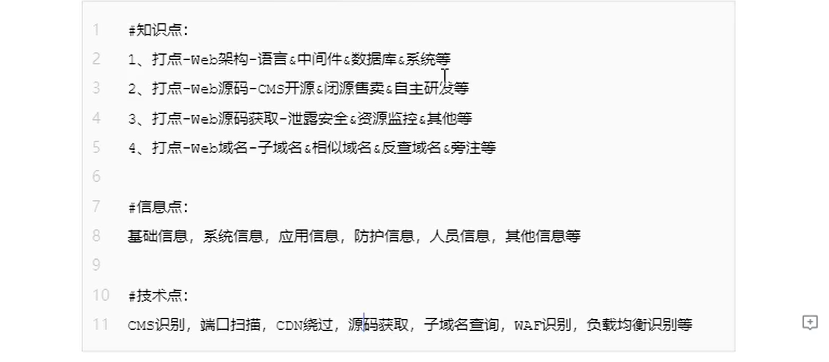 1 #知识点:
2 1、打点-Web架构-语言&中间件&数据库&系统等
3 2、打点-Web源码-CMS开源&闭源售卖&自主研发等
4 3、打点-Web源码获取-泄露安全&资源监控&其他等
5 4、打点-Web域名-子域名&相似域名&反查域名&旁注等
6
7 #信息点:
8 基础信息，系统信息，应用信息，防护信息，人员信息，其他信息等
9
10 #技术点:
11 CMS识别，端口扫描，CDN绕过，源码获取，子域名查询，WAF识别，负载均衡识别等